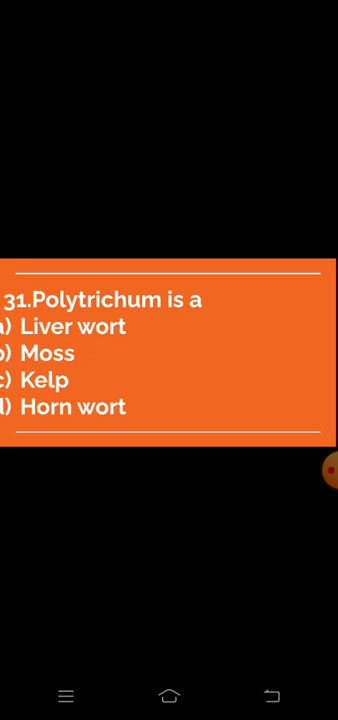 31.Polytrichum is a
a) Liver wort
b) Moss
c) Kelp
d) Horn wort